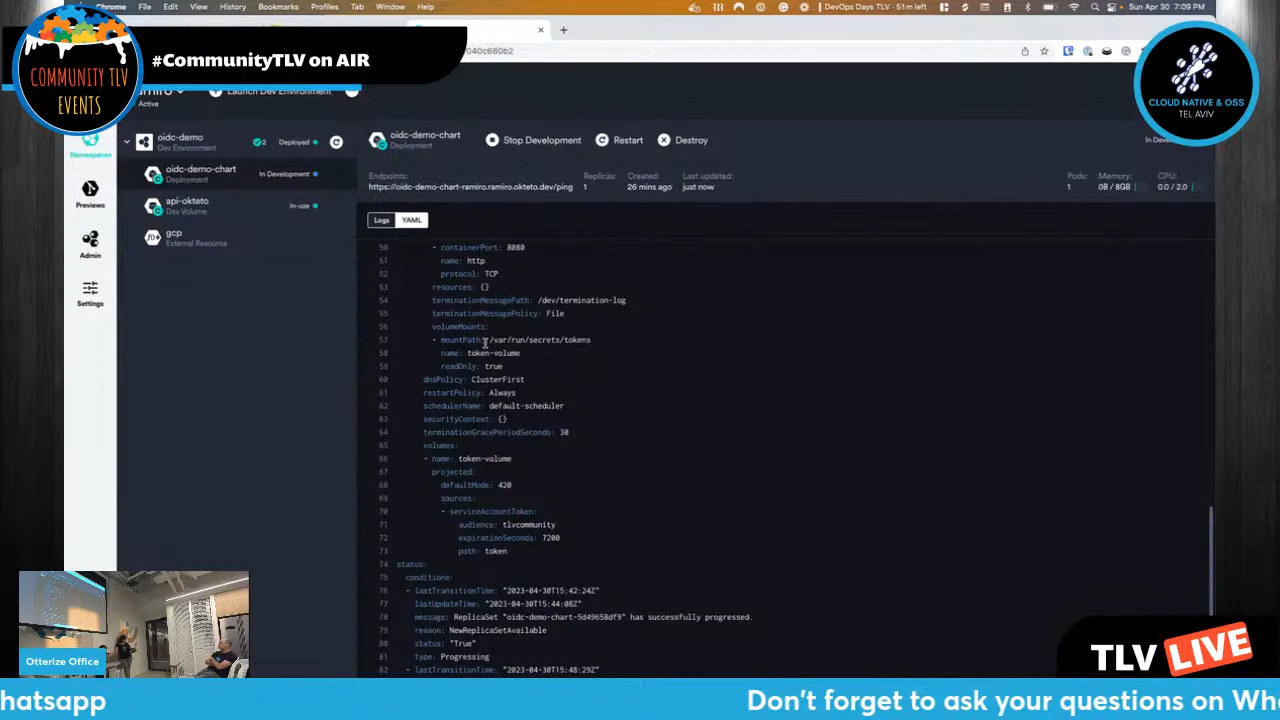 Chrome File Edit View History Bookmarks Profiles Tab Window Help
DevOps Days TLV · 51m left
Sun Apr 30 7:09 PM
#CommunityTLV on AIR
COMMUNITY TLV
EVENTS
CLOUD NATIVE & OSS
TEL AVIV
040c680b2
Launch Dev Environment
Active
Namespaces
Previews
Admin
Settings
oidc-demo
Dev Environment
2 Deployed
oidc-demo-chart
Deployment
In Development
api-okteto
Dev Volume
In-use
gcp
External Resource
oidc-demo-chart
Deployment
Stop Development Restart Destroy
Endpoints: Replicas: Created: Last updated: Pods: Memory: CPU:
https://oidc-demo-chart-ramiro.ramiro.okteto.dev/ping 1 26 mins ago just now 1 0B / 8GB 0.0 / 2.0
Logs YAML
50 - containerPort: 8080
51 name: http
52 protocol: TCP
53 resources: {}
54 terminationMessagePath: /dev/termination-log
55 terminationMessagePolicy: File
56 volumeMounts:
57 - mountPath: /var/run/secrets/tokens
58 name: token-volume
59 readOnly: true
60 dnsPolicy: ClusterFirst
61 restartPolicy: Always
62 schedulerName: default-scheduler
63 securityContext: {}
64 terminationGracePeriodSeconds: 30
65 volumes:
66 - name: token-volume
67 projected:
68 defaultMode: 420
69 sources:
70 - serviceAccountToken:
71 audience: tlvcommunity
72 expirationSeconds: 7200
73 path: token
74 status:
75 conditions:
76 - lastTransitionTime: "2023-04-30T15:42:24Z"
77 lastUpdateTime: "2023-04-30T15:44:08Z"
78 message: ReplicaSet "oidc-demo-chart-5d49658df9" has successfully progressed.
79 reason: NewReplicaSetAvailable
80 status: "True"
81 type: Progressing
82 - lastTransitionTime: "2023-04-30T15:48:29Z"
Otterize Office
TLV LIVE
hatsapp
Don't forget to ask your questions on Wh